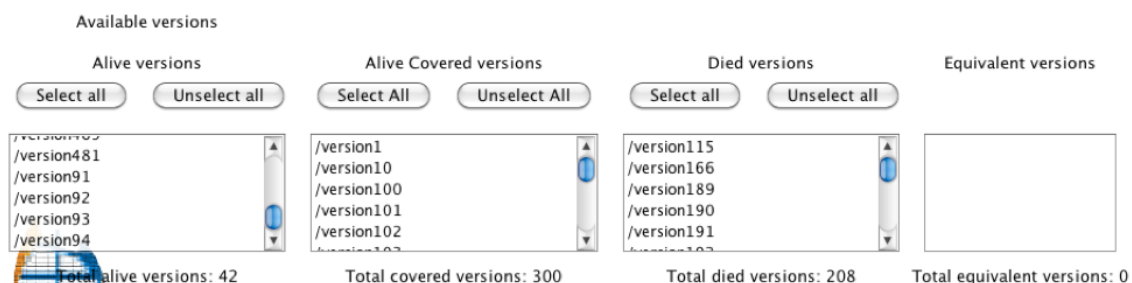 Available versions
Alive versions
Alive Covered versions
Died versions
Equivalent versions
Select all
Unselect all
Select All
Unselect All
Select all
Unselect all
/version481
/version91
/version92
/version93
/version94
/version1
/version10
/version100
/version101
/version102
/version115
/version166
/version189
/version190
/version191
Total alive versions: 42
Total covered versions: 300
Total died versions: 208
Total equivalent versions: 0